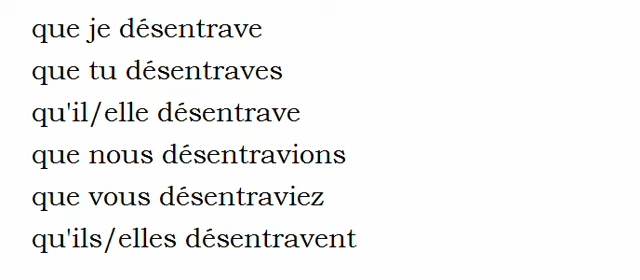 que je désentrave
que tu désentraves
qu'il/elle désentrave
que nous désentravions
que vous désentraviez
qu'ils/elles désentravent